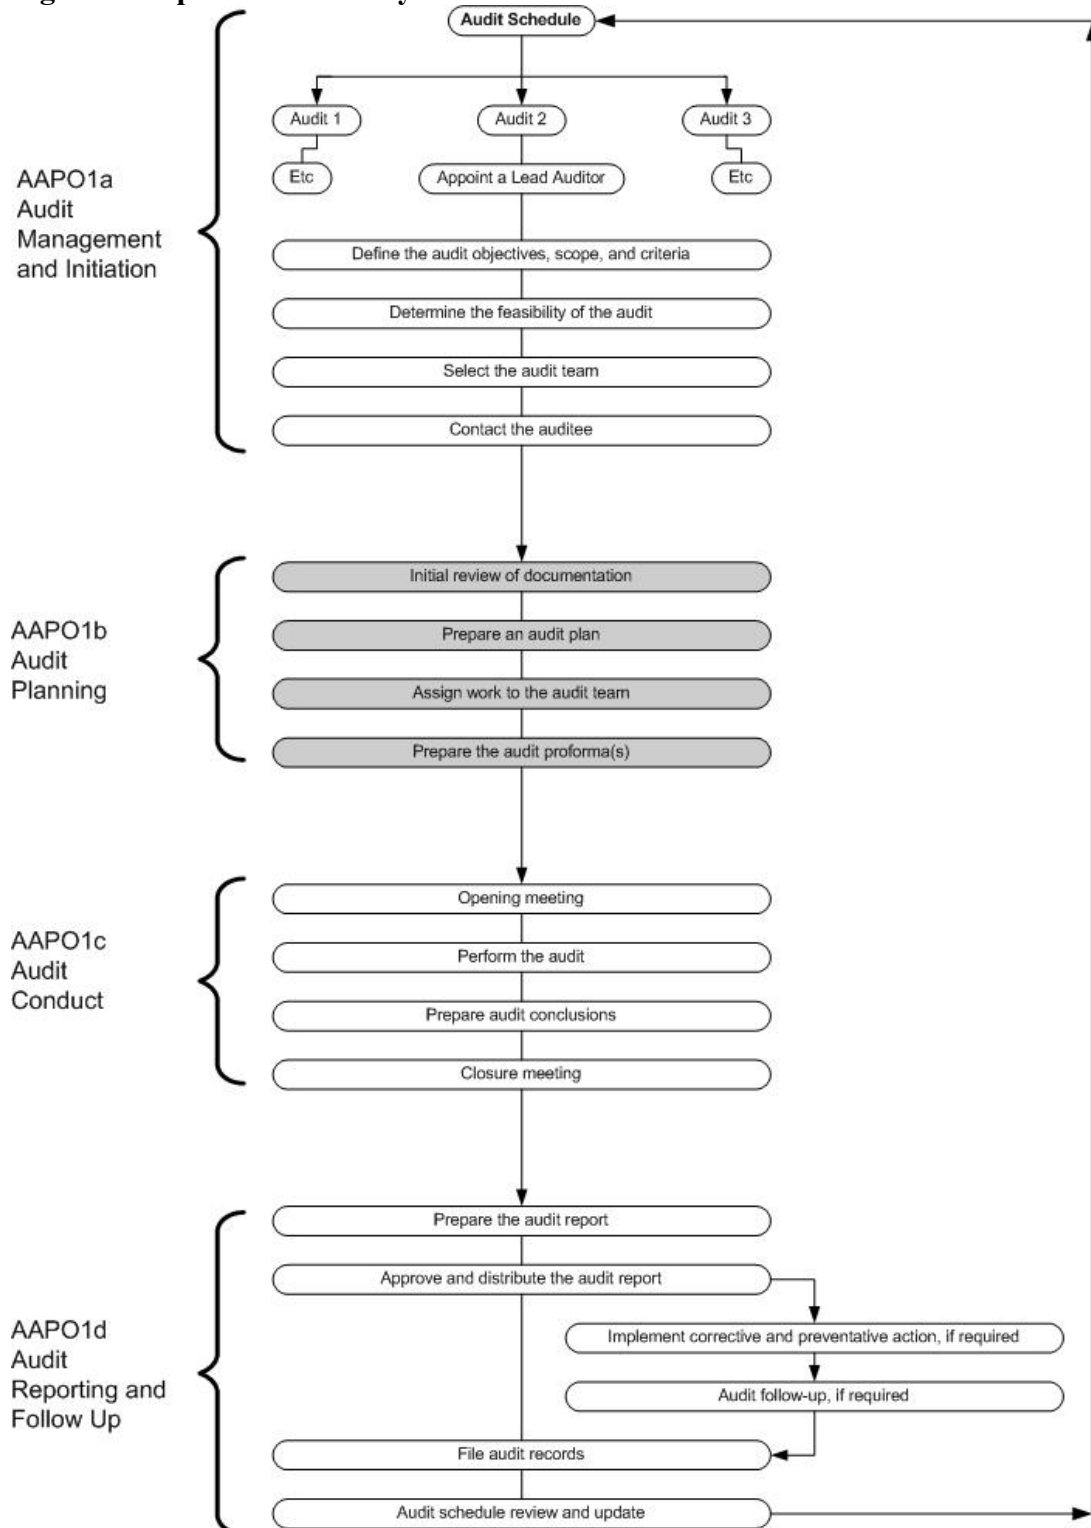 Audit Schedule
Audit 1
Audit 2
Audit 3
Etc
Appoint a Lead Auditor
Etc
AAPO1a
Audit
Management
and Initiation
Define the audit objectives, scope, and criteria
Determine the feasibility of the audit
Select the audit team
Contact the auditee
AAPO1b
Audit
Planning
Initial review of documentation
Prepare an audit plan
Assign work to the audit team
Prepare the audit proforma(s)
AAPO1c
Audit
Conduct
Opening meeting
Perform the audit
Prepare audit conclusions
Closure meeting
AAPO1d
Audit
Reporting and
Follow Up
Prepare the audit report
Approve and distribute the audit report
Implement corrective and preventative action, if required
Audit follow-up, if required
File audit records
Audit schedule review and update